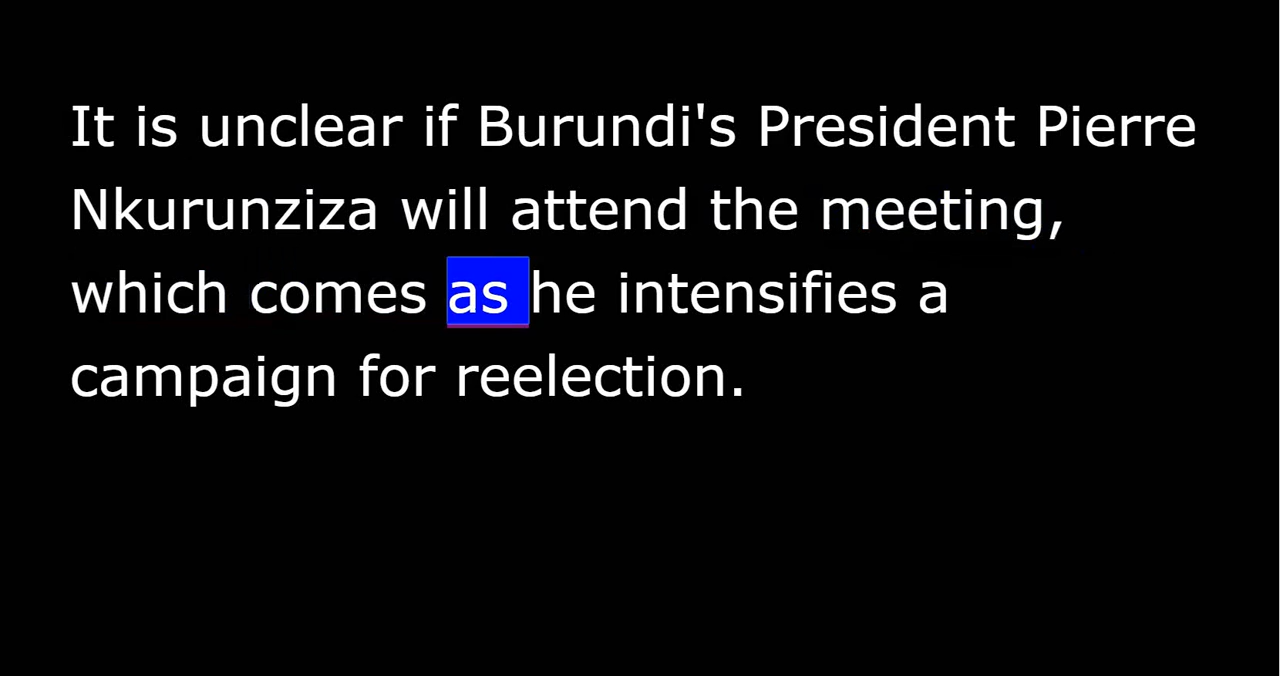 It is unclear if Burundi's President Pierre
Nkurunziza will attend the meeting,
which comes as he intensifies a
campaign for reelection.